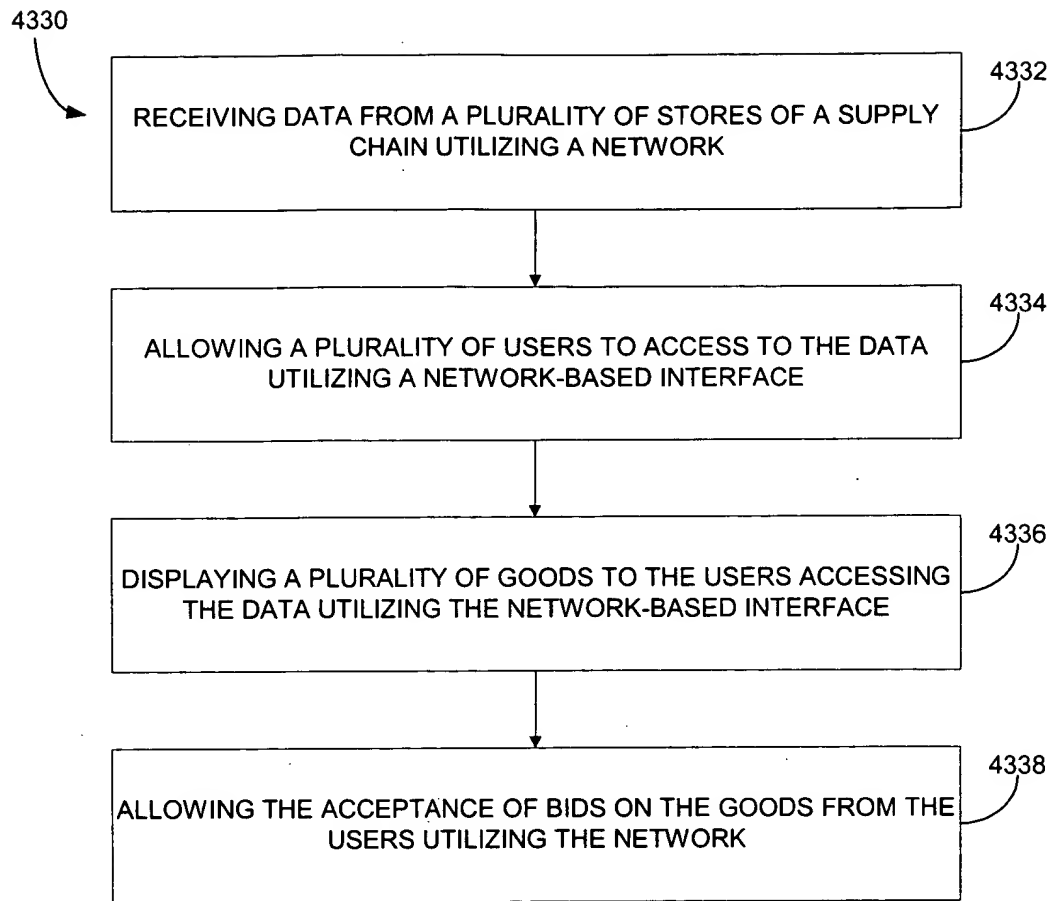 4330
4332
RECEIVING DATA FROM A PLURALITY OF STORES OF A SUPPLY
CHAIN UTILIZING A NETWORK
4334
ALLOWING A PLURALITY OF USERS TO ACCESS TO THE DATA
UTILIZING A NETWORK-BASED INTERFACE
4336
DISPLAYING A PLURALITY OF GOODS TO THE USERS ACCESSING
THE DATA UTILIZING THE NETWORK-BASED INTERFACE
4338
ALLOWING THE ACCEPTANCE OF BIDS ON THE GOODS FROM THE
USERS UTILIZING THE NETWORK